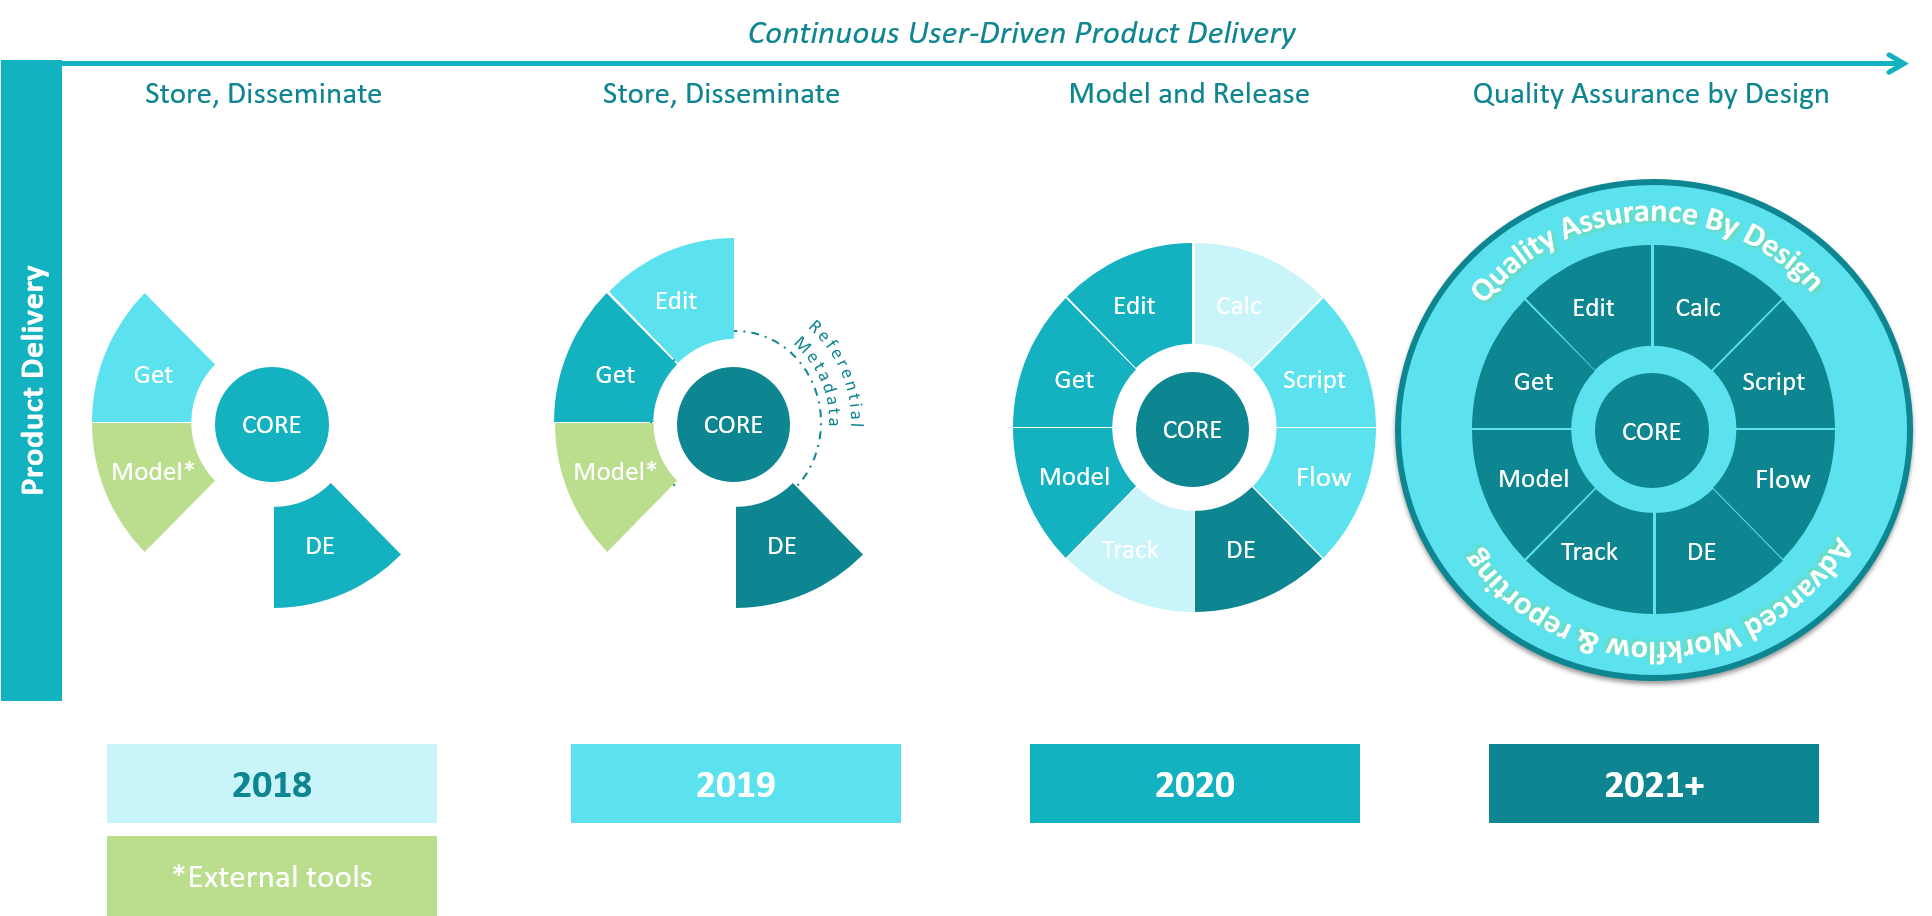 Continuous User-Driven Product Delivery
Store, Disseminate
Store, Disseminate
Model and Release
Quality Assurance by Design
Product Delivery
Get
Model*
CORE
DE
Edit
Get
Model*
CORE
DE
Referential
Metadata
Edit
Calc
Get
Script
CORE
Model
Flow
Track
DE
Quality Assurance By Design
Edit
Calc
Get
Script
CORE
Model
Flow
Track
DE
Advanced Workflow & reporting
2018
2019
2020
2021+
*External tools